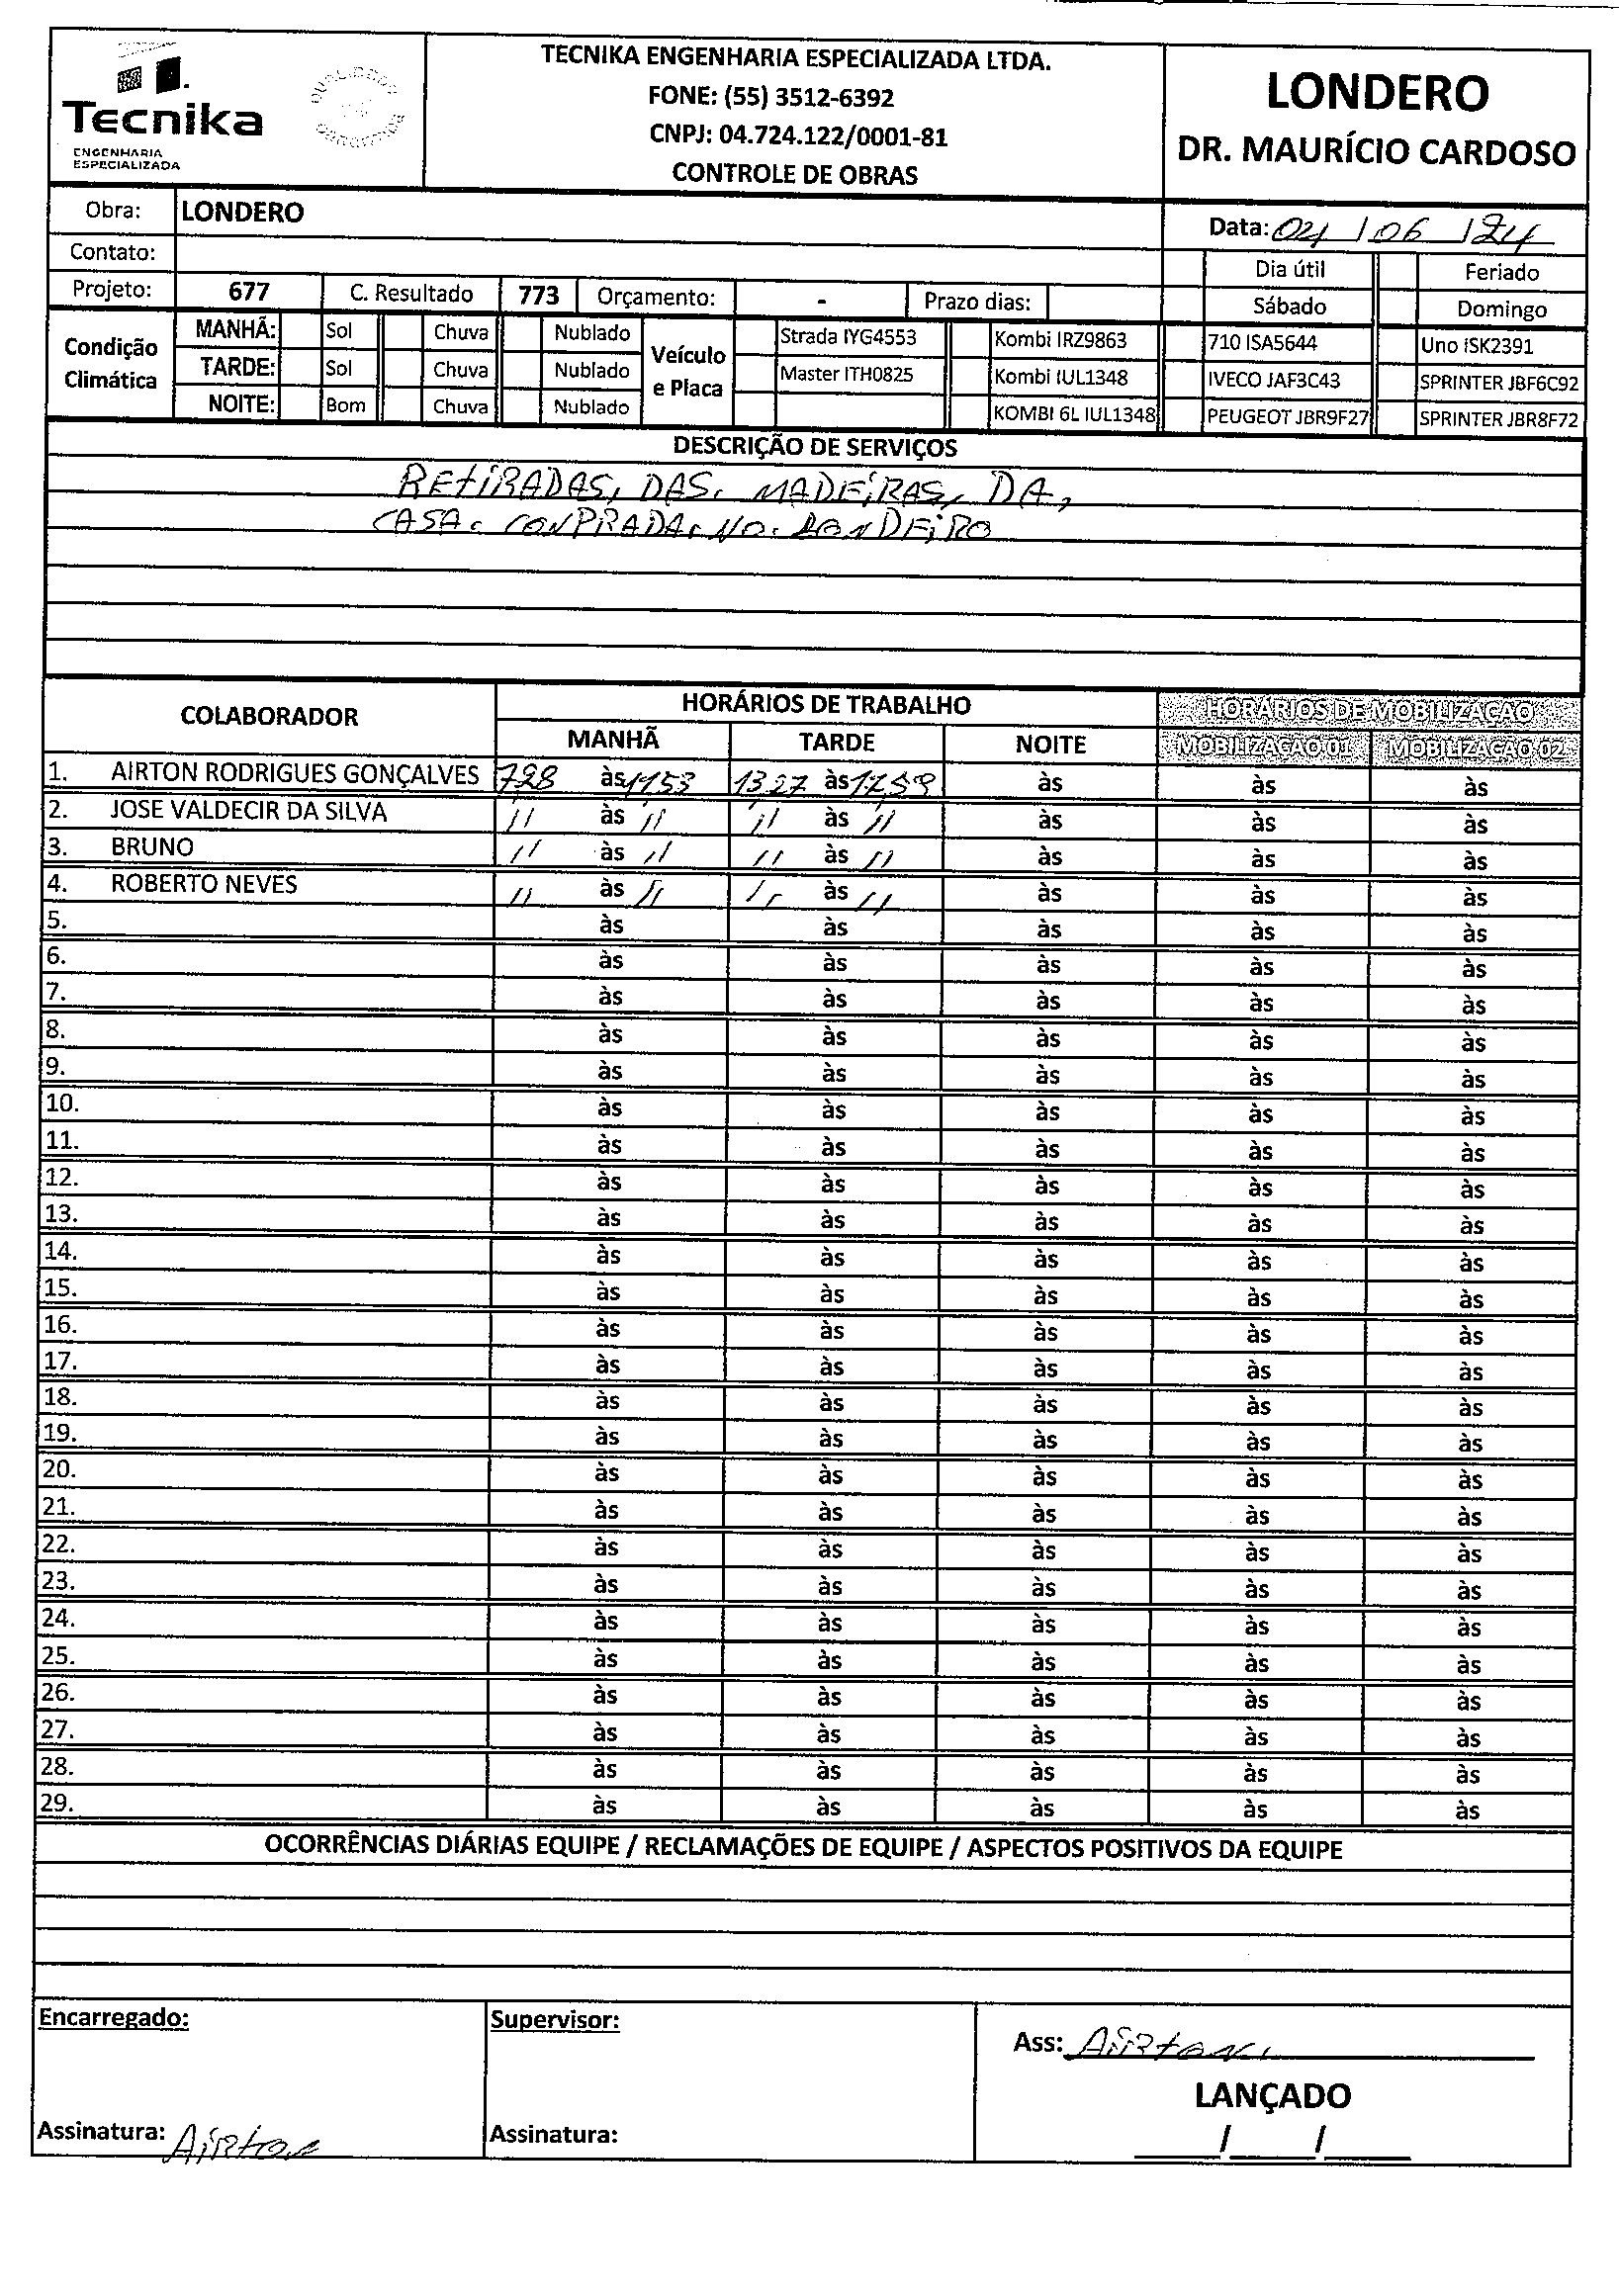 Tecnika
ENGENHARIA
ESPECIALIZADA
TECNIKA ENGENHARIA ESPECIALIZADA LTDA.
FONE: (55) 3512-6392
CNPJ: 04.724.122/0001-81
CONTROLE DE OBRAS
LONDERO
DR. MAURÍCIO CARDOSO
Obra: LONDERO
Data: 04 / 06 / 24
Contato:
Dia útil Feriado
Projeto: 677 C. Resultado 773 Orçamento: - Prazo dias:
Sábado Domingo
Condição Climática
MANHÃ: Sol Chuva Nublado
TARDE: Sol Chuva Nublado
NOITE: Bom Chuva Nublado
Veículo e Placa
Strada IYG4553 Kombi IRZ9863 710 ISA5644 Uno ISK2391
Master ITH0825 Kombi IUL1348 IVECO JAF3C43 SPRINTER JBF6C92
KOMBI 6L IUL1348 PEUGEOT JBR9F27 SPRINTER JBR8F72
DESCRIÇÃO DE SERVIÇOS
RETIRADAS, DAS. MADEIRAS, DA,
CASA. CONPRADA. NO. LONDEIRO
COLABORADOR HORÁRIOS DE TRABALHO HORÁRIOS DE MOBILIZAÇÃO
MANHÃ TARDE NOITE MOBILIZAÇÃO 01 MOBILIZAÇÃO 02
1. AIRTON RODRIGUES GONÇALVES 728 às 1153 1327 às 1759 às às às
2. JOSE VALDECIR DA SILVA 11 às 11 11 às 11 às às às
3. BRUNO 11 às 11 11 às 11 às às às
4. ROBERTO NEVES 11 às 11 11 às 11 às às às
5. às às às às às
6. às às às às às
7. às às às às às
8. às às às às às
9. às às às às às
10. às às às às às
11. às às às às às
12. às às às às às
13. às às às às às
14. às às às às às
15. às às às às às
16. às às às às às
17. às às às às às
18. às às às às às
19. às às às às às
20. às às às às às
21. às às às às às
22. às às às às às
23. às às às às às
24. às às às às às
25. às às às às às
26. às às às às às
27. às às às às às
28. às às às às às
29. às às às às às
OCORRÊNCIAS DIÁRIAS EQUIPE / RECLAMAÇÕES DE EQUIPE / ASPECTOS POSITIVOS DA EQUIPE
Encarregado: Supervisor:
Ass: Airton
LANÇADO
Assinatura: Airton Assinatura:
/ /